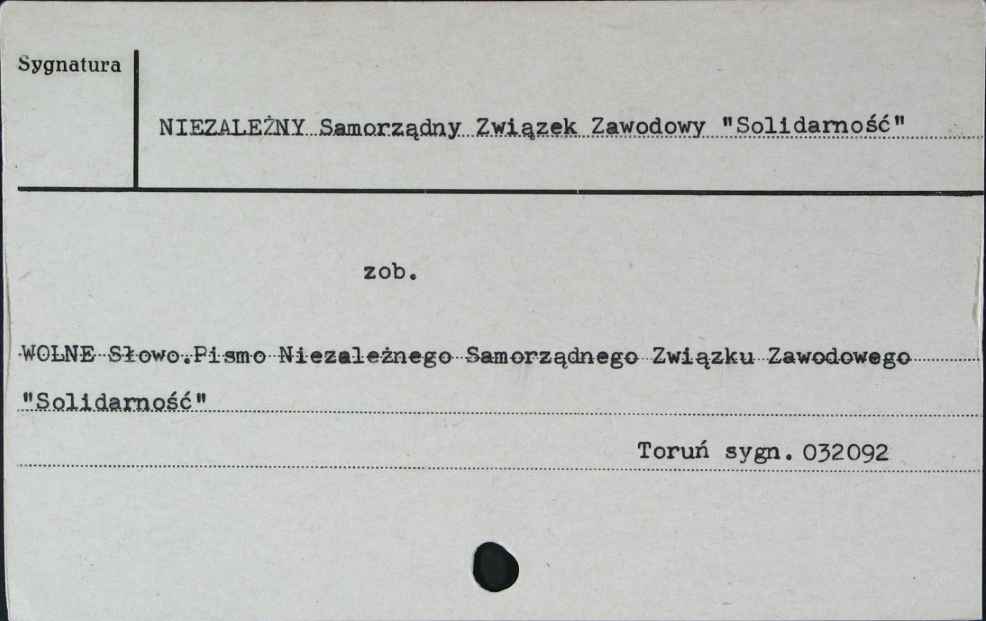 Sygnatura
NIEZALEŻNY Samorządny Związek Zawodowy "Solidarność"
zob.
WOLNE Słowo.Pismo Niezależnego Samorządnego Związku Zawodowego
"Solidarność"
Toruń sygn. 032092